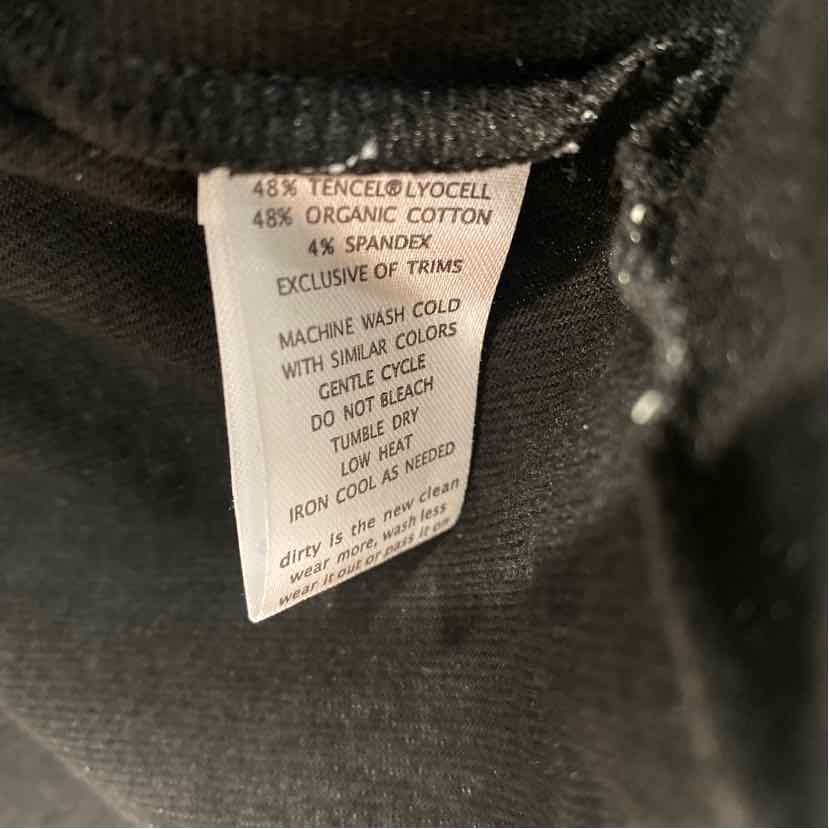 48% TENCEL® LYOCELL
48% ORGANIC COTTON
4% SPANDEX
EXCLUSIVE OF TRIMS
MACHINE WASH COLD
WITH SIMILAR COLORS
GENTLE CYCLE
DO NOT BLEACH
TUMBLE DRY
LOW HEAT
IRON COOL AS NEEDED
dirty is the new clean
wear more, wash less
wear it out or pass it on